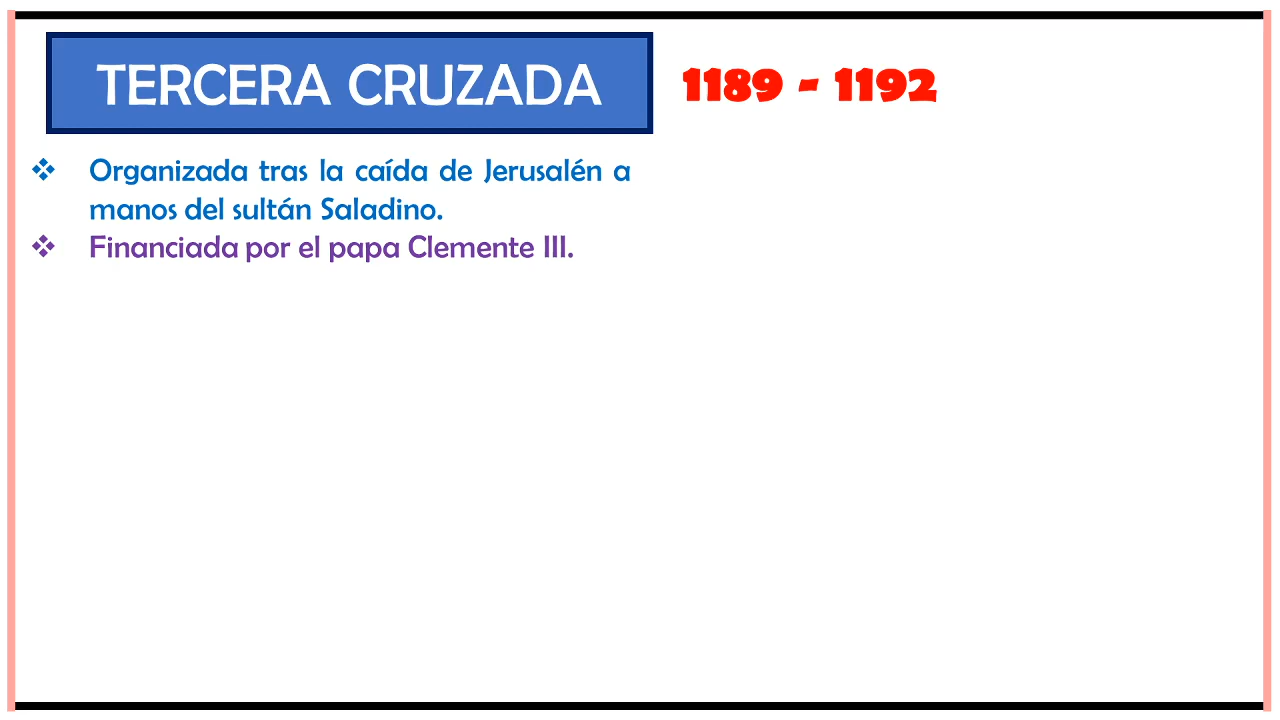 TERCERA CRUZADA
1189 - 1192
❖ Organizada tras la caída de Jerusalén a
manos del sultán Saladino.
❖ Financiada por el papa Clemente III.